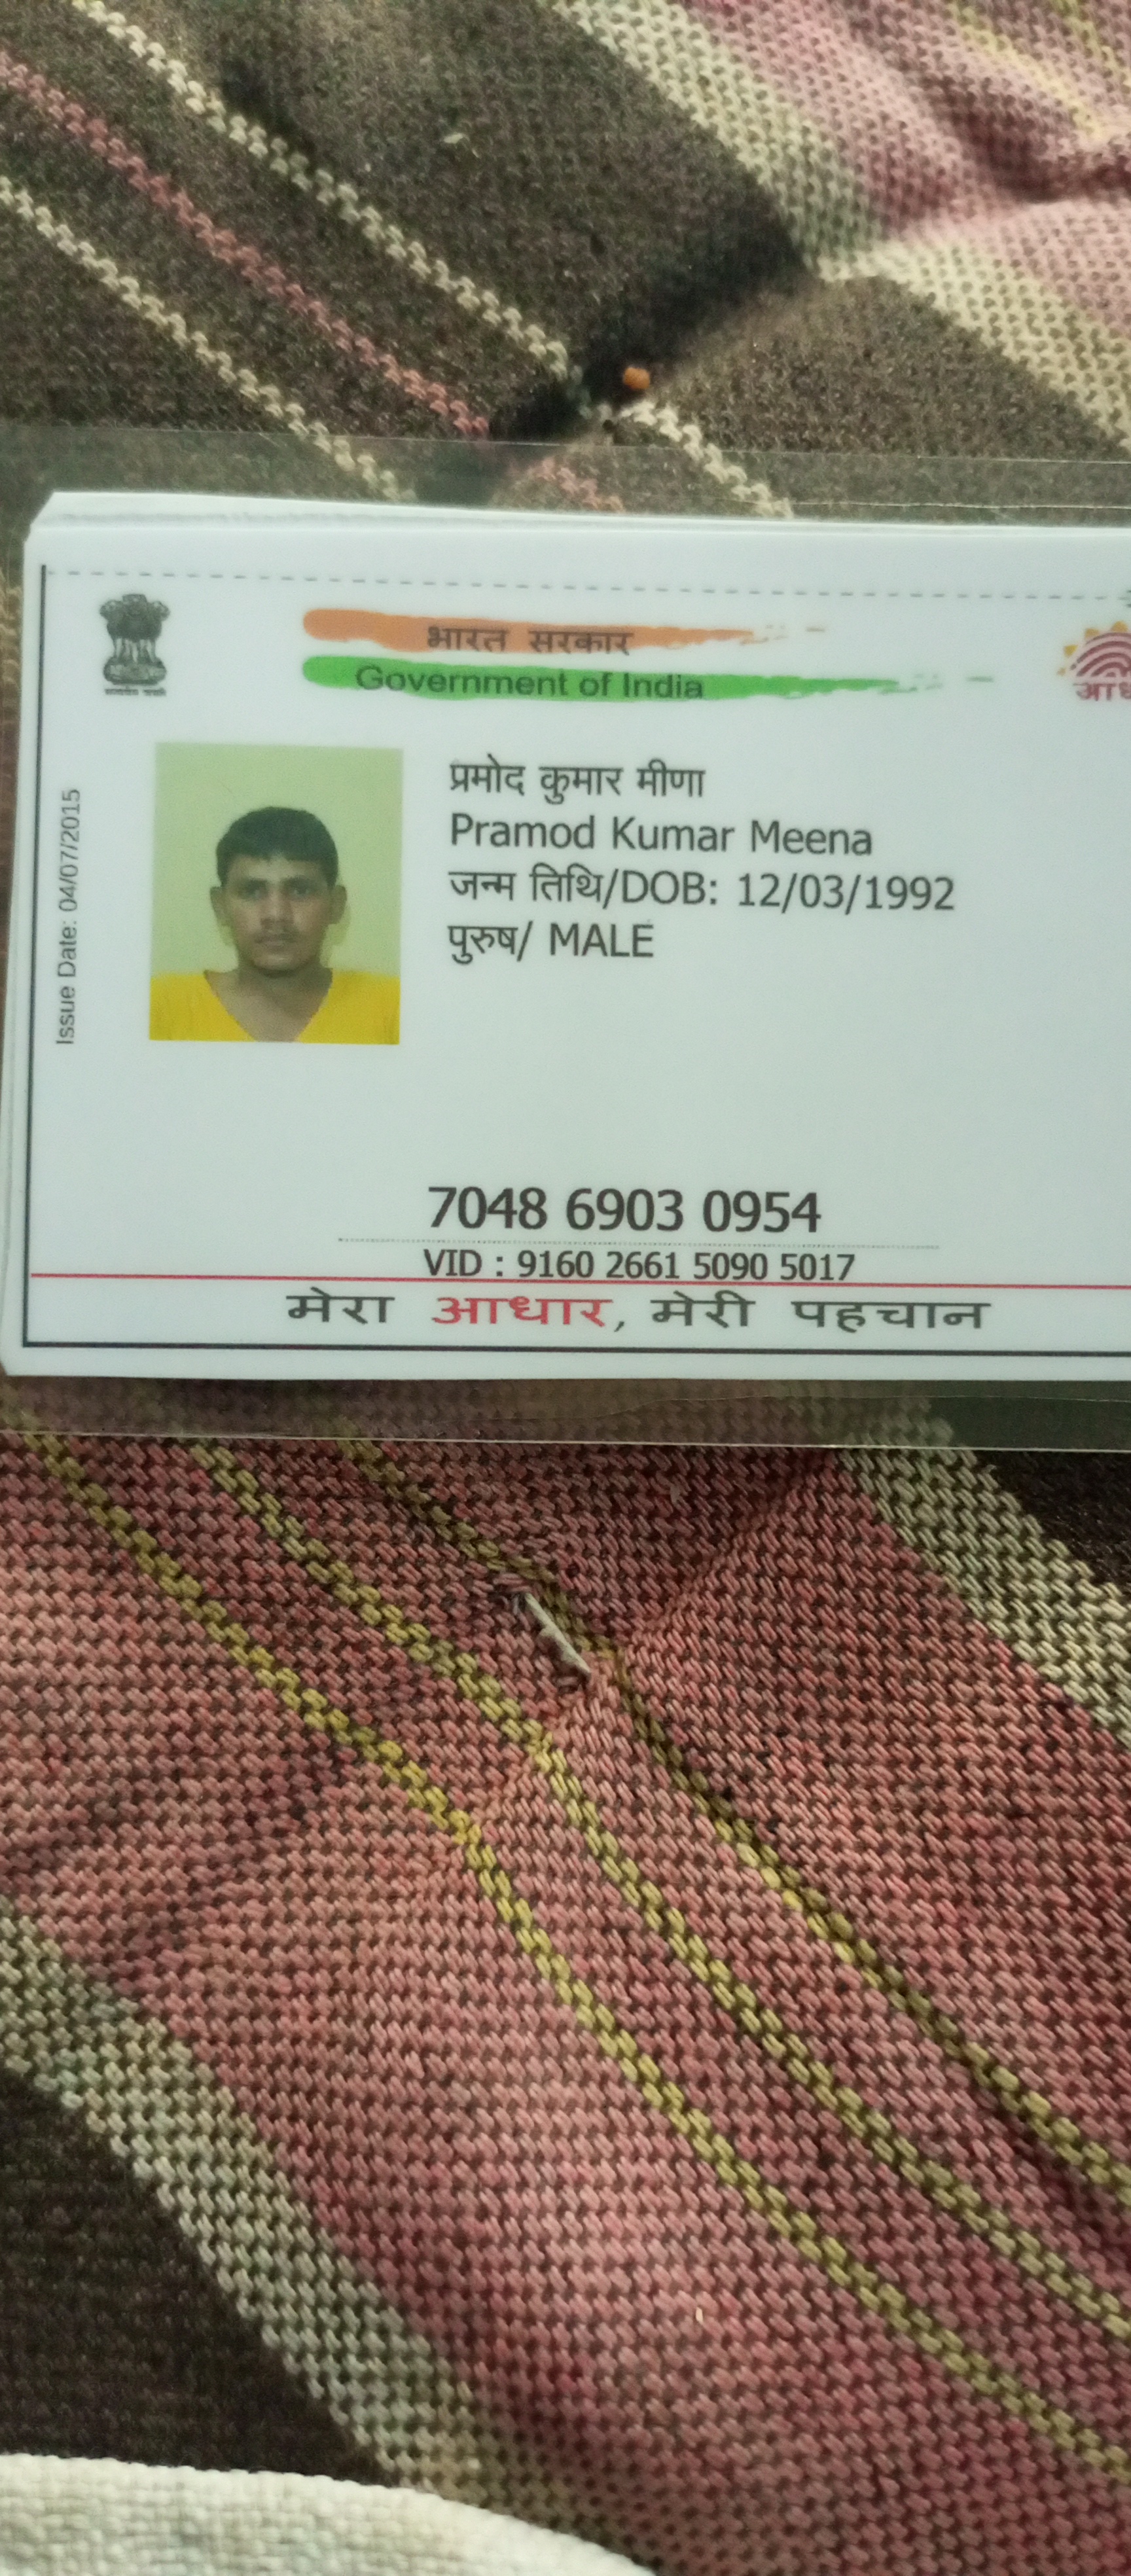 भारत सरकार
Government of India
Issue Date: 04/07/2015
प्रमोद कुमार मीणा
Pramod Kumar Meena
जन्म तिथि/DOB: 12/03/1992
पुरुष/ MALE
7048 6903 0954
VID : 9160 2661 5090 5017
मेरा आधार, मेरी पहचान